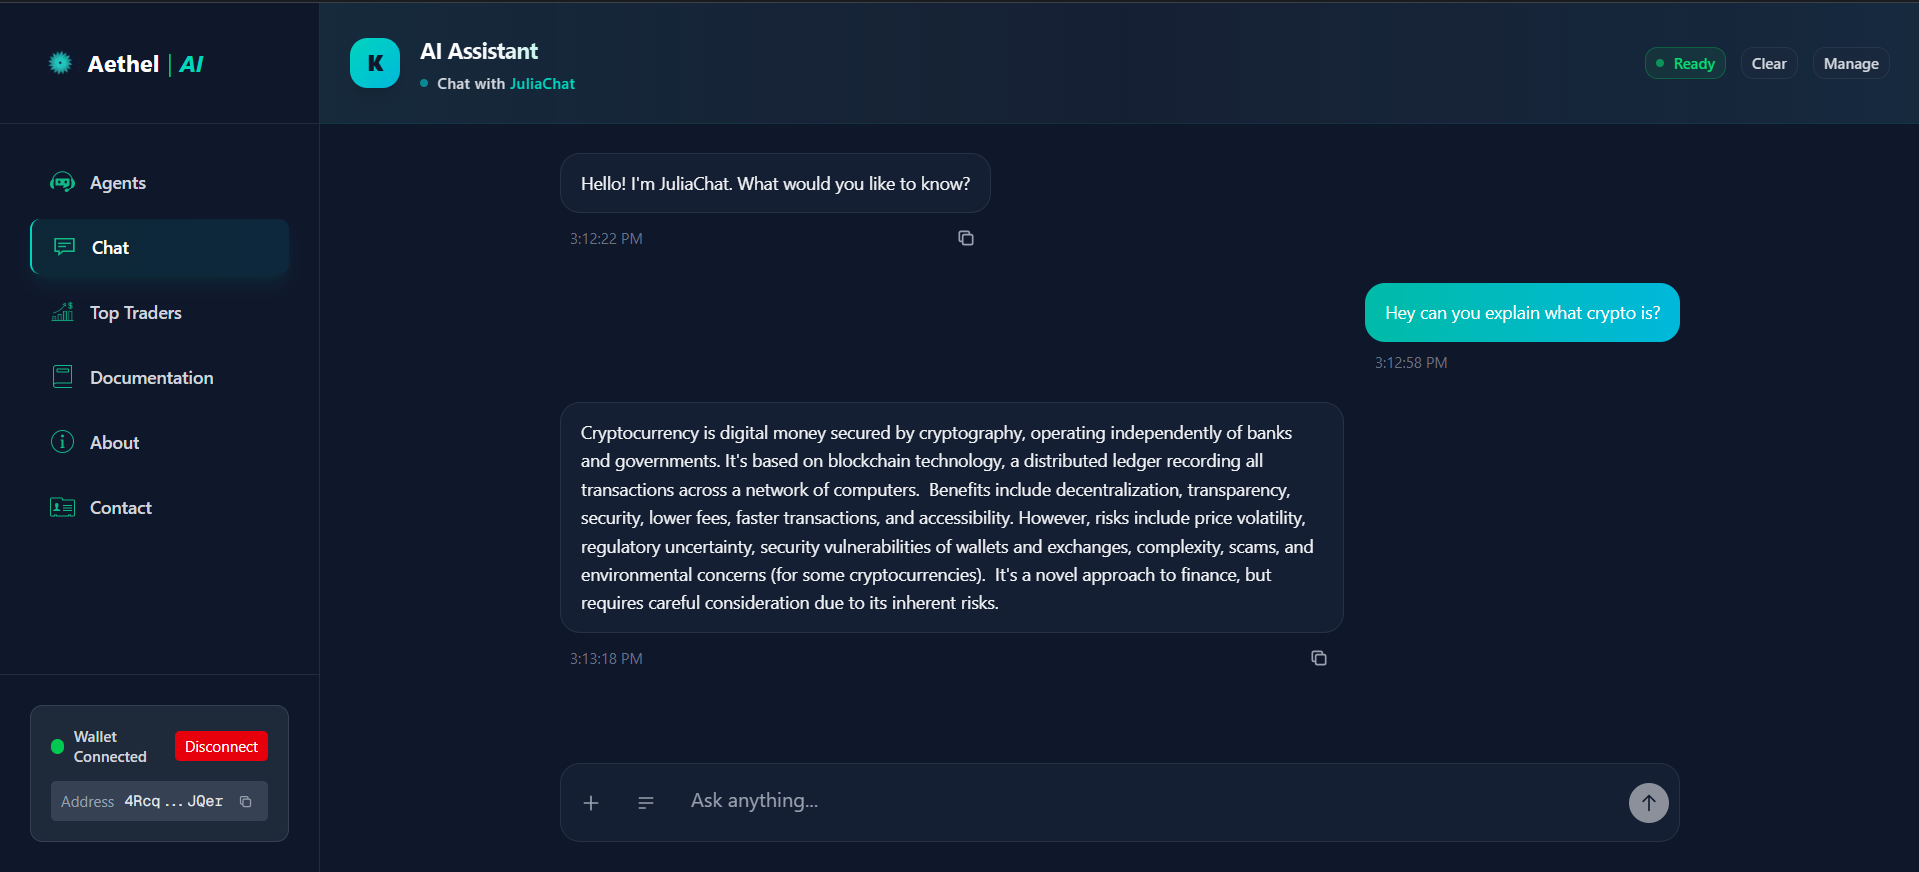 Aethel | AI
Agents
Chat
Top Traders
Documentation
About
Contact
Wallet
Connected
Disconnect
Address 4Rcq...JQer
K
AI Assistant
Chat with JuliaChat
Ready
Clear
Manage
Hello! I'm JuliaChat. What would you like to know?
3:12:22 PM
Hey can you explain what crypto is?
3:12:58 PM
Cryptocurrency is digital money secured by cryptography, operating independently of banks
and governments. It's based on blockchain technology, a distributed ledger recording all
transactions across a network of computers.  Benefits include decentralization, transparency,
security, lower fees, faster transactions, and accessibility. However, risks include price volatility,
regulatory uncertainty, security vulnerabilities of wallets and exchanges, complexity, scams, and
environmental concerns (for some cryptocurrencies).  It's a novel approach to finance, but
requires careful consideration due to its inherent risks.
3:13:18 PM
Ask anything...